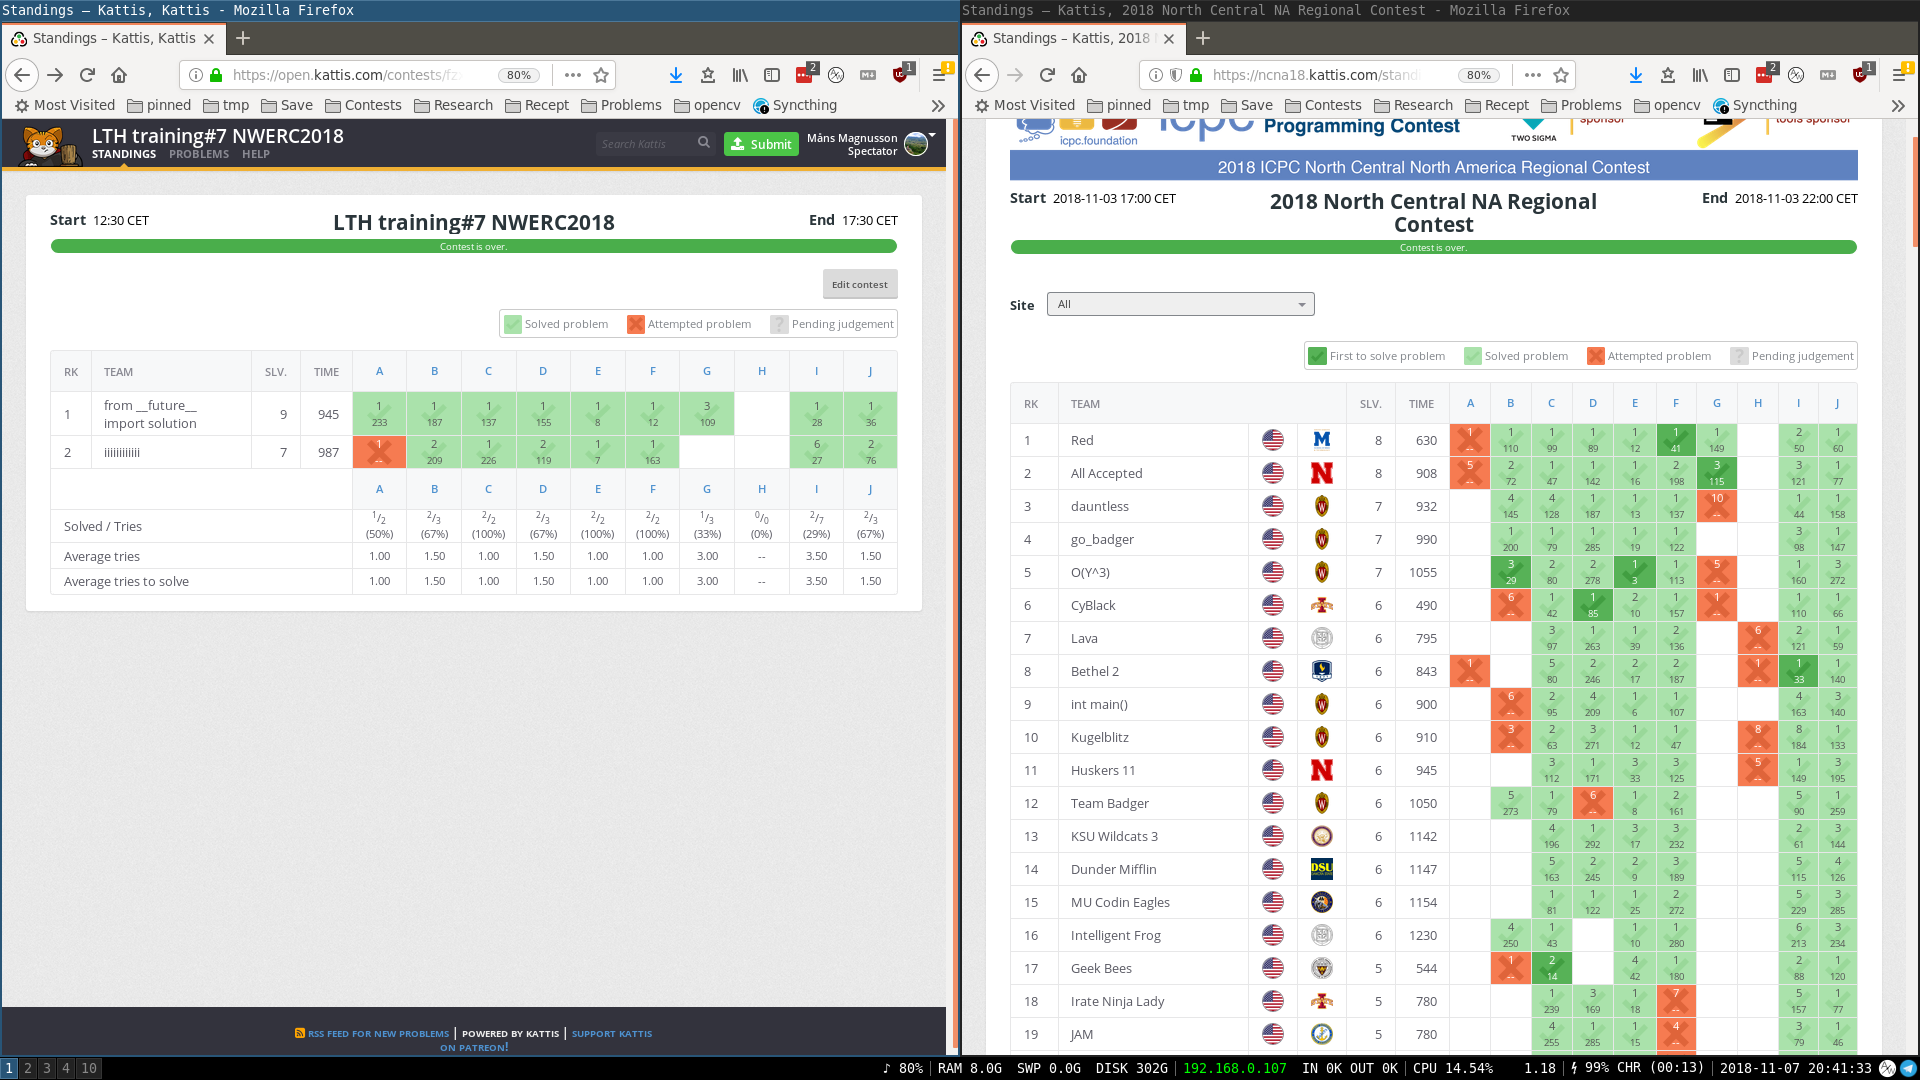 Standings – Kattis, Kattis - Mozilla Firefox
Standings – Kattis, Kattis
https://open.kattis.com/contests/fz
80%
2
1
Most Visited pinned tmp Save Contests Research Recept Problems opencv Syncthing
LTH training#7 NWERC2018
STANDINGS PROBLEMS HELP
Search Kattis
Submit
Måns Magnusson
Spectator
Start 12:30 CET
LTH training#7 NWERC2018
End 17:30 CET
Contest is over.
Edit contest
Solved problem Attempted problem Pending judgement
RK TEAM SLV. TIME A B C D E F G H I J
1 from __future__ import solution 9 945 1 233 1 187 1 137 1 155 1 8 1 12 3 109 1 28 1 36
2 iiiiiiiiiiii 7 987 1 -- 2 209 1 226 2 119 1 7 1 163 6 27 2 76
A B C D E F G H I J
Solved / Tries 1/2 (50%) 2/3 (67%) 2/2 (100%) 2/3 (67%) 2/2 (100%) 2/2 (100%) 1/3 (33%) 0/0 (0%) 2/7 (29%) 2/3 (67%)
Average tries 1.00 1.50 1.00 1.50 1.00 1.00 3.00 -- 3.50 1.50
Average tries to solve 1.00 1.50 1.00 1.50 1.00 1.00 3.00 -- 3.50 1.50
RSS FEED FOR NEW PROBLEMS | POWERED BY KATTIS | SUPPORT KATTIS
ON PATREON!
Standings – Kattis, 2018 North Central NA Regional Contest - Mozilla Firefox
Standings – Kattis, 2018
https://ncna18.kattis.com/stand
80%
2
1
Most Visited pinned tmp Save Contests Research Recept Problems opencv Syncthing
icpc.foundation
icpc
Programming Contest
TWO SIGMA
sponsor
tools sponsor
2018 ICPC North Central North America Regional Contest
Start 2018-11-03 17:00 CET
2018 North Central NA Regional
Contest
End 2018-11-03 22:00 CET
Contest is over.
Site All
First to solve problem Solved problem Attempted problem Pending judgement
RK TEAM SLV. TIME A B C D E F G H I J
1 Red 8 630 1 -- 1 110 1 99 1 89 1 12 1 41 1 149 2 50 1 60
2 All Accepted 8 908 5 -- 2 72 1 47 1 142 1 16 2 198 3 115 3 121 1 77
3 dauntless 7 932 4 145 4 128 1 187 1 13 1 137 10 -- 1 44 1 158
4 go_badger 7 990 1 200 1 79 1 285 1 19 1 122 3 98 1 147
5 O(Y^3) 7 1055 3 29 2 80 2 278 1 3 1 113 5 -- 1 160 3 272
6 CyBlack 6 490 6 -- 1 42 1 85 2 10 1 157 1 -- 1 110 1 66
7 Lava 6 795 3 97 1 263 1 39 2 136 6 -- 2 121 1 59
8 Bethel 2 6 843 1 -- 5 80 2 246 2 17 2 187 1 -- 1 33 1 140
9 int main() 6 900 6 -- 2 95 4 209 1 6 1 107 4 163 3 140
10 Kugelblitz 6 910 3 -- 2 63 3 271 1 12 1 47 8 -- 8 184 1 133
11 Huskers 11 6 945 3 112 1 171 3 33 3 125 5 -- 1 149 3 195
12 Team Badger 6 1050 5 273 1 79 6 -- 1 8 2 161 5 90 1 259
13 KSU Wildcats 3 6 1142 4 196 1 292 3 17 3 232 2 61 3 144
14 Dunder Mifflin 6 1147 5 163 2 245 2 9 3 189 5 115 4 126
15 MU Codin Eagles 6 1154 1 81 1 122 1 25 2 272 5 229 3 285
16 Intelligent Frog 6 1230 4 250 1 43 1 10 1 280 6 213 3 234
17 Geek Bees 5 544 1 -- 2 14 4 42 1 180 2 88 1 120
18 Irate Ninja Lady 5 780 1 239 3 169 1 18 7 -- 5 157 1 77
19 JAM 5 780 4 255 1 285 1 15 4 -- 3 79 1 46
1 2 3 4 10
♪ 80% | RAM 8.0G SWP 0.0G DISK 302G | 192.168.0.107 IN 0K OUT 0K | CPU 14.54% 1.18 | 99% CHR (00:13) | 2018-11-07 20:41:33